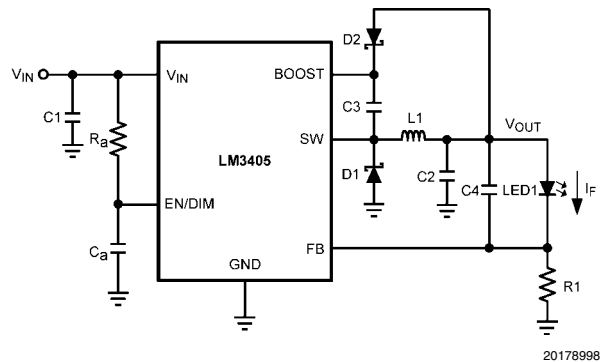 D2
V_IN
V_IN
BOOST
C1
R_a
C3
L1
V_OUT
SW
LM3405
D1
C2
C4
LED1
I_F
EN/DIM
C_a
FB
GND
R1
20178998